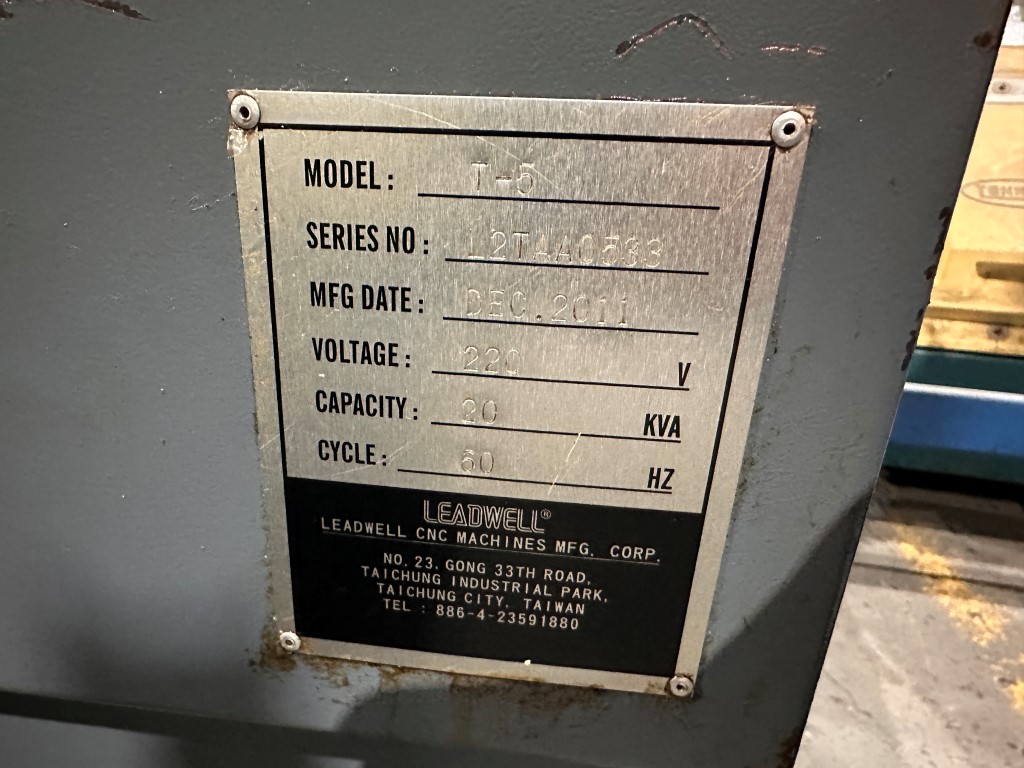 MODEL: T-5
SERIES NO: L2TAA0533
MFG DATE: DEC.2011
VOLTAGE: 220 V
CAPACITY: 20 KVA
CYCLE: 60 HZ
LEADWELL®
LEADWELL CNC MACHINES MFG. CORP.
NO. 23. GONG 33TH ROAD.
TAICHUNG INDUSTRIAL PARK.
TAICHUNG CITY. TAIWAN
TEL : 886-4-23591880